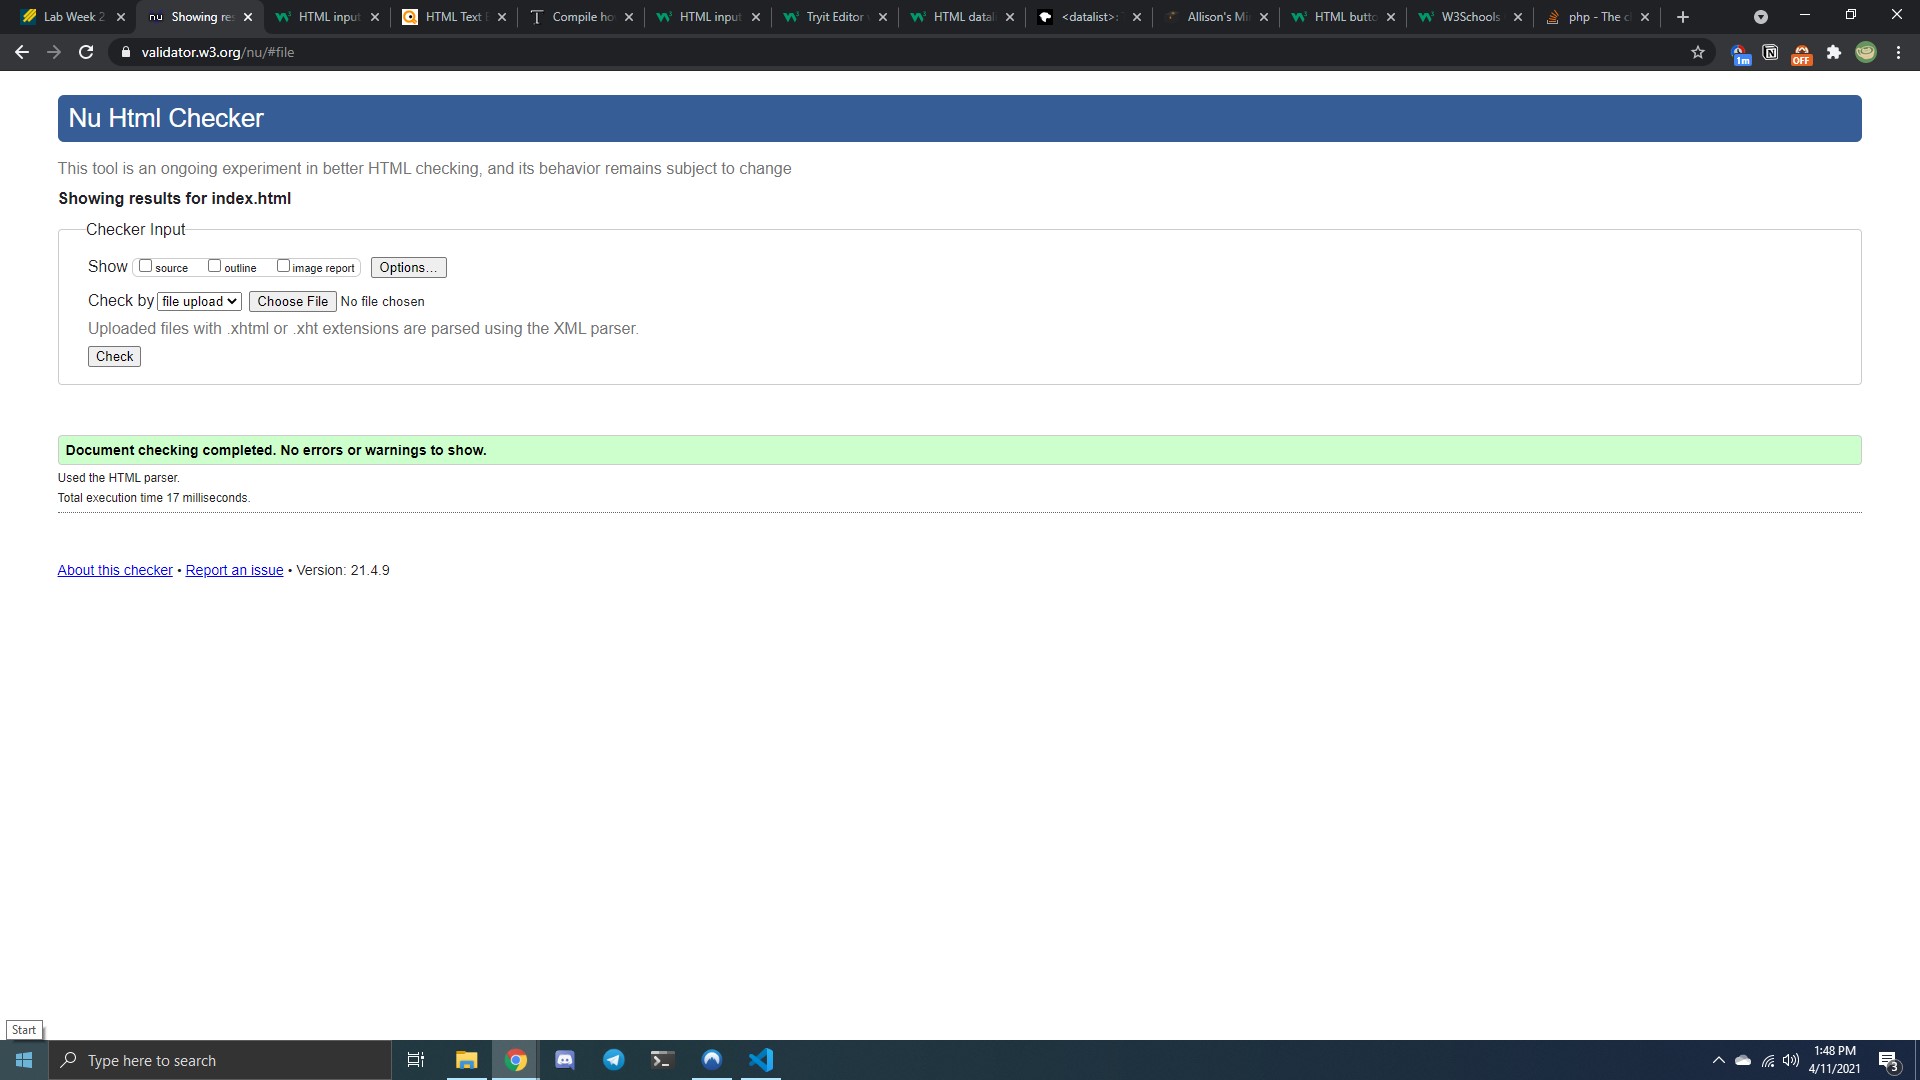 Lab Week 2
Showing res
HTML input
HTML Text E
Compile ho
HTML input
Tryit Editor
HTML datal
<datalist>:
Allison's Mi
HTML butto
W3Schools
php - The c
validator.w3.org/nu/#file
1m
OFF
Nu Html Checker
This tool is an ongoing experiment in better HTML checking, and its behavior remains subject to change
Showing results for index.html
Checker Input
Show source outline image report Options...
Check by file upload Choose File No file chosen
Uploaded files with .xhtml or .xht extensions are parsed using the XML parser.
Check
Document checking completed. No errors or warnings to show.
Used the HTML parser.
Total execution time 17 milliseconds.
About this checker • Report an issue • Version: 21.4.9
Start
Type here to search
1:48 PM
4/11/2021
3